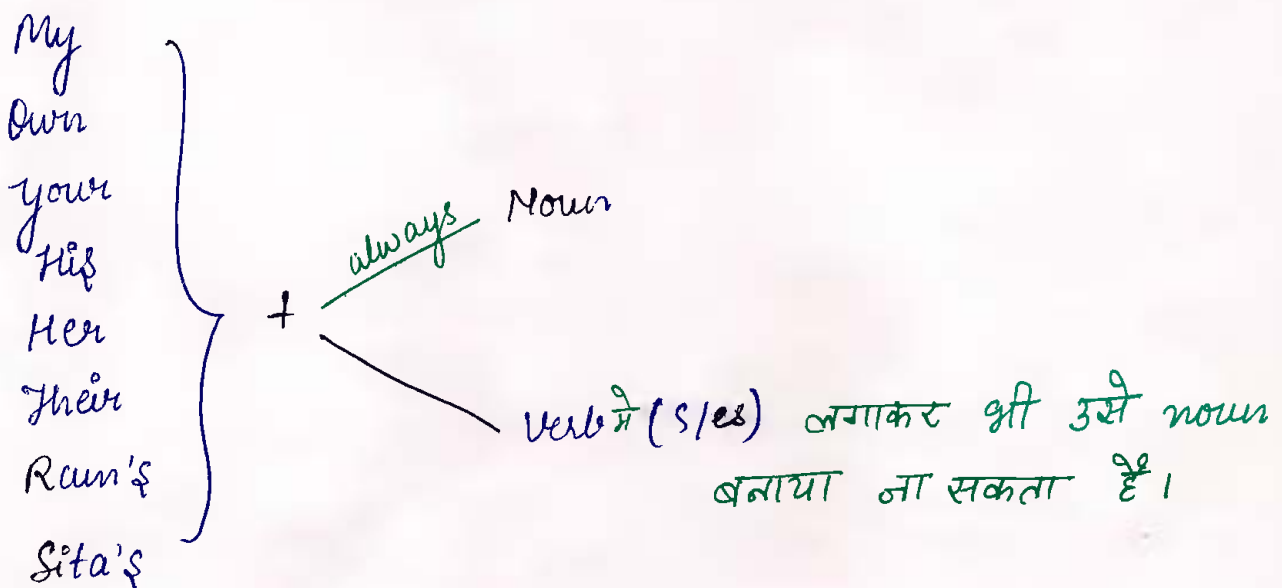 My
Own
your
His
Her
Their
Ram's
Sita's
+
always Noun
Verb मे (s/es) लगाकर भी उसे noun
बनाया जा सकता है।